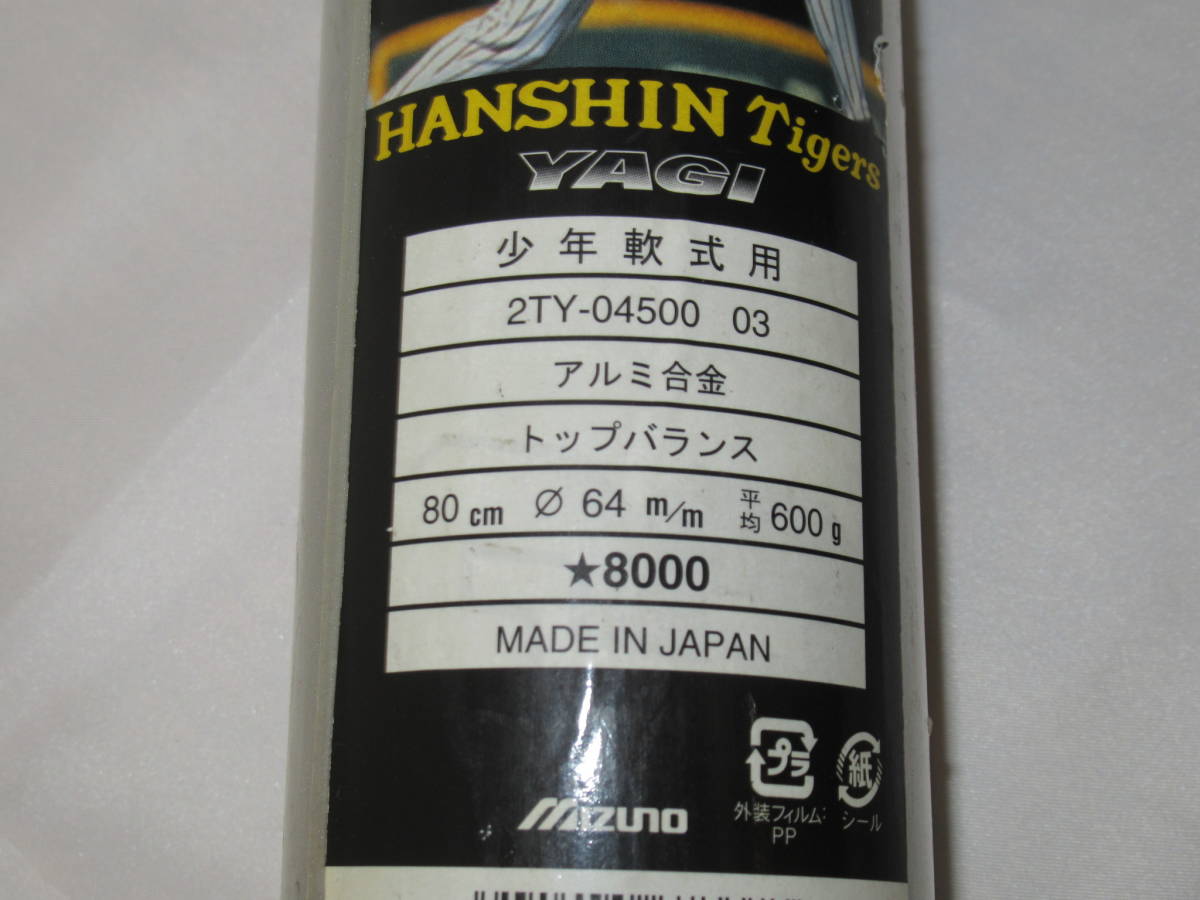 HANSHIN Tigers
YAGI
少年軟式用
2TY-04500 03
アルミ合金
トップバランス
80cm ∅ 64 m/m 平均 600g
★8000
MADE IN JAPAN
プラ 紙
外装フィルム: シール
PP
Mizuno